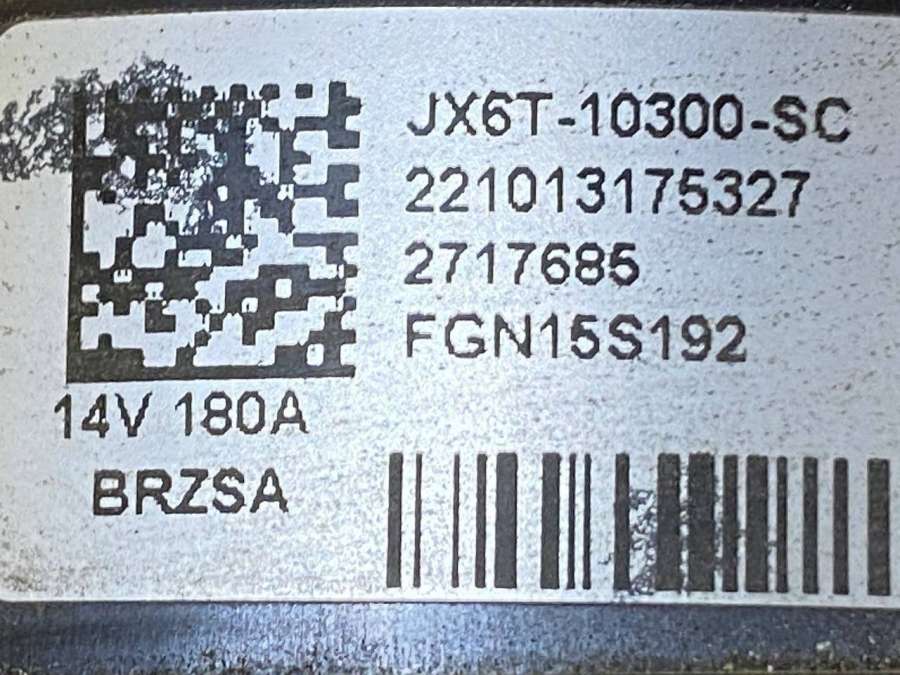 JX6T-10300-SC
221013175327
2717685
FGN15S192
14V 180A
BRZSA